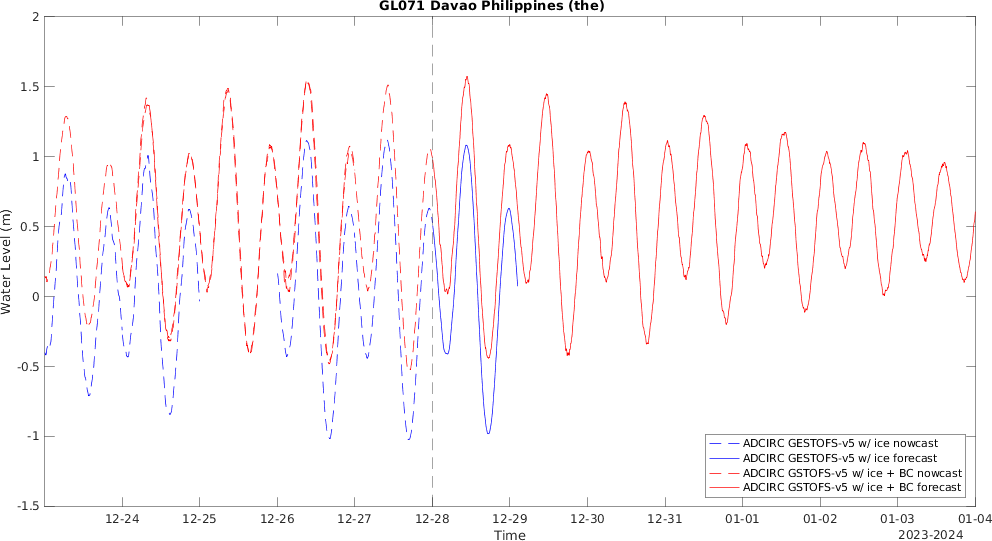 GL071 Davao Philippines (the)
2
1.5
1
0.5
0
-0.5
-1
-1.5
Water Level (m)
ADCIRC GESTOFS-v5 w/ ice nowcast
ADCIRC GESTOFS-v5 w/ ice forecast
ADCIRC GSTOFS-v5 w/ ice + BC nowcast
ADCIRC GSTOFS-v5 w/ ice + BC forecast
12-24 12-25 12-26 12-27 12-28 12-29 12-30 12-31 01-01 01-02 01-03 01-04
Time
2023-2024